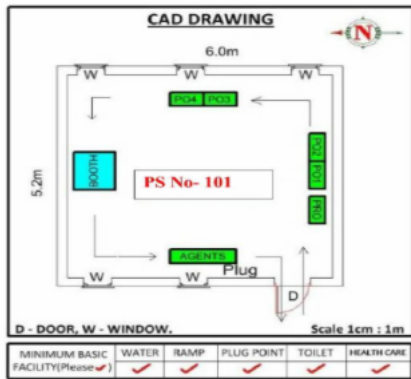 CAD DRAWING
N
6.0m
W W W
PO4 PO3
5.2m
BOOTH
PO2
PO1
PS No- 101
PRO
AGENTS
Plug
W W
D
D - DOOR, W - WINDOW. Scale 1cm : 1m
MINIMUM BASIC FACILITY(Please ✓) WATER RAMP PLUG POINT TOILET HEALTH CARE